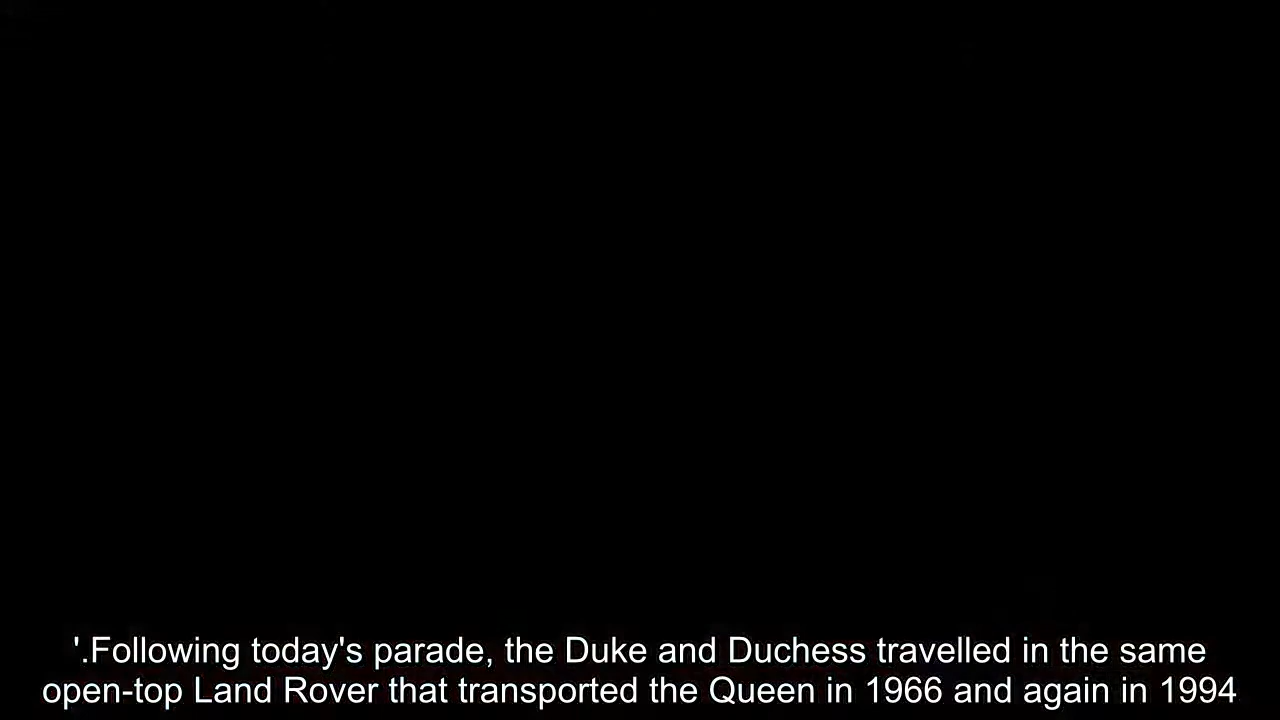 '.Following today's parade, the Duke and Duchess travelled in the same
open-top Land Rover that transported the Queen in 1966 and again in 1994